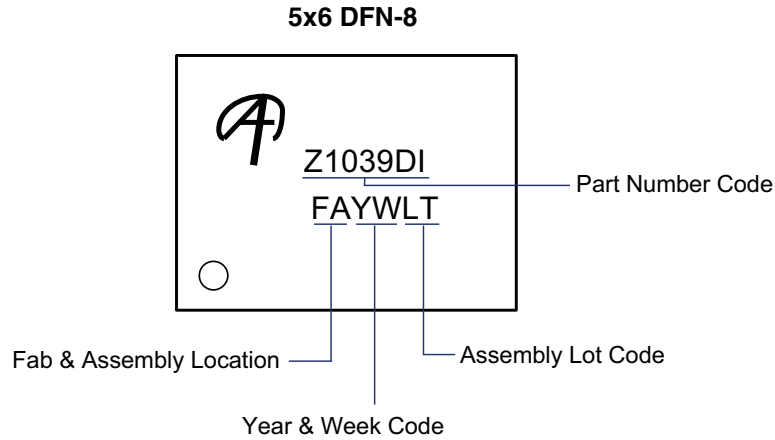 5x6 DFN-8
Z1039DI
Part Number Code
FAYWLT
Fab & Assembly Location
Assembly Lot Code
Year & Week Code